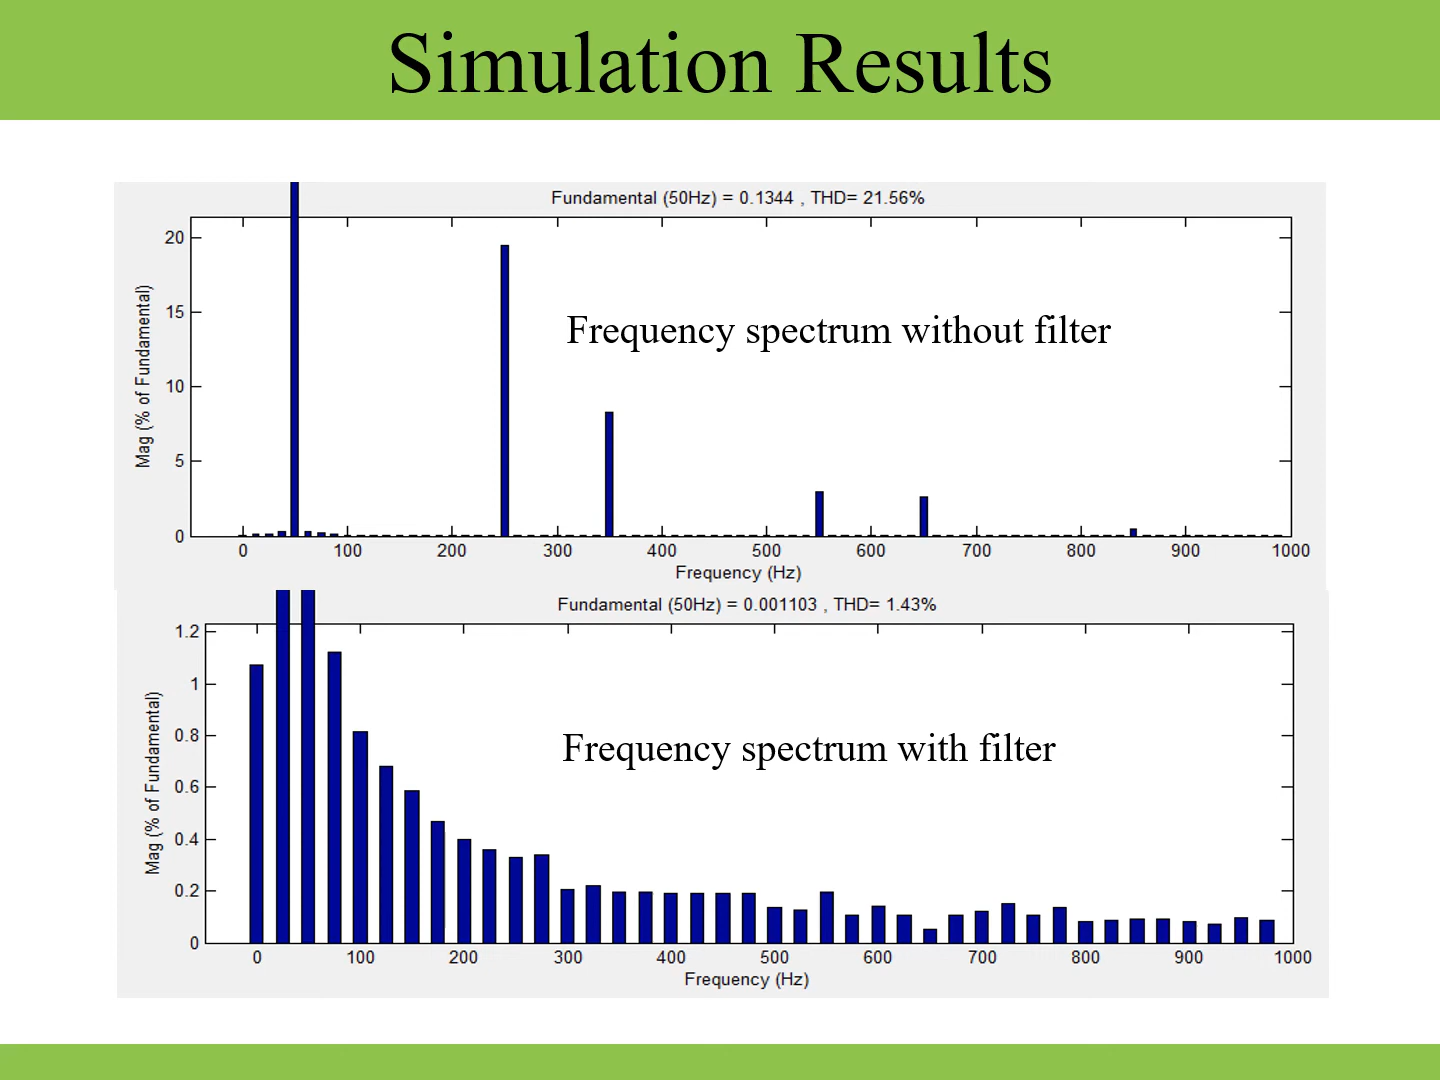 Simulation Results
Fundamental (50Hz) = 0.1344 , THD= 21.56%
20
15
10
5
0
Mag (% of Fundamental)
Frequency spectrum without filter
0 100 200 300 400 500 600 700 800 900 1000
Frequency (Hz)
Fundamental (50Hz) = 0.001103 , THD= 1.43%
1.2
1
0.8
0.6
0.4
0.2
0
Mag (% of Fundamental)
Frequency spectrum with filter
0 100 200 300 400 500 600 700 800 900 1000
Frequency (Hz)